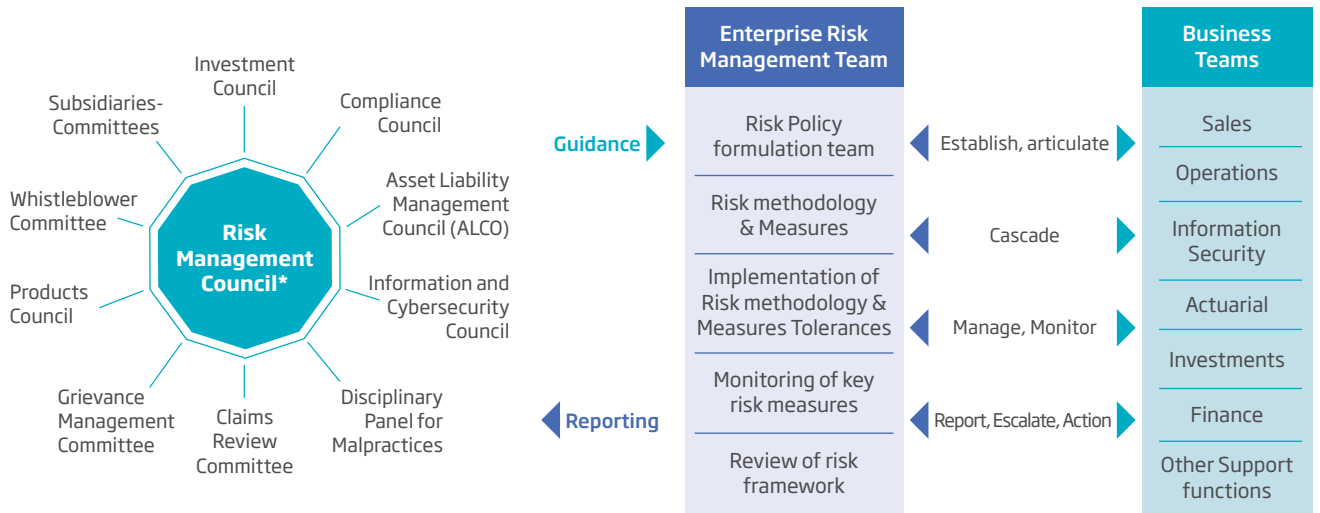 Investment
Council
Subsidiaries-
Committees
Compliance
Council
Whistleblower
Committee
Asset Liability
Management
Council (ALCO)
Risk
Management
Council*
Products
Council
Information and
Cybersecurity
Council
Grievance
Management
Committee
Claims
Review
Committee
Disciplinary
Panel for
Malpractices
Guidance
Reporting
Enterprise Risk
Management Team
Risk Policy
formulation team
Risk methodology
& Measures
Implementation of
Risk methodology &
Measures Tolerances
Monitoring of key
risk measures
Review of risk
framework
Establish, articulate
Cascade
Manage, Monitor
Report, Escalate, Action
Business
Teams
Sales
Operations
Information
Security
Actuarial
Investments
Finance
Other Support
functions